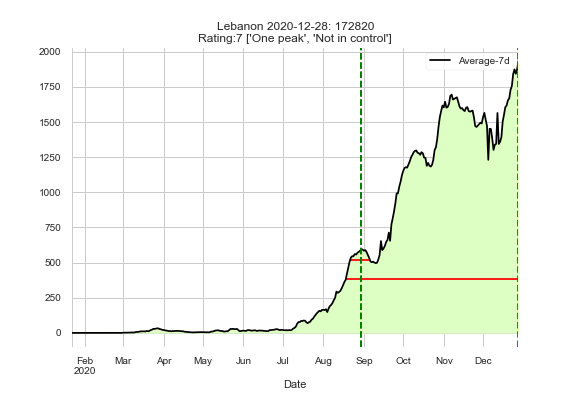 Lebanon 2020-12-28: 172820
Rating:7 ['One peak', 'Not in control']
2000
1750
1500
1250
1000
750
500
250
0
Average-7d
Feb Mar Apr May Jun Jul Aug Sep Oct Nov Dec
2020
Date